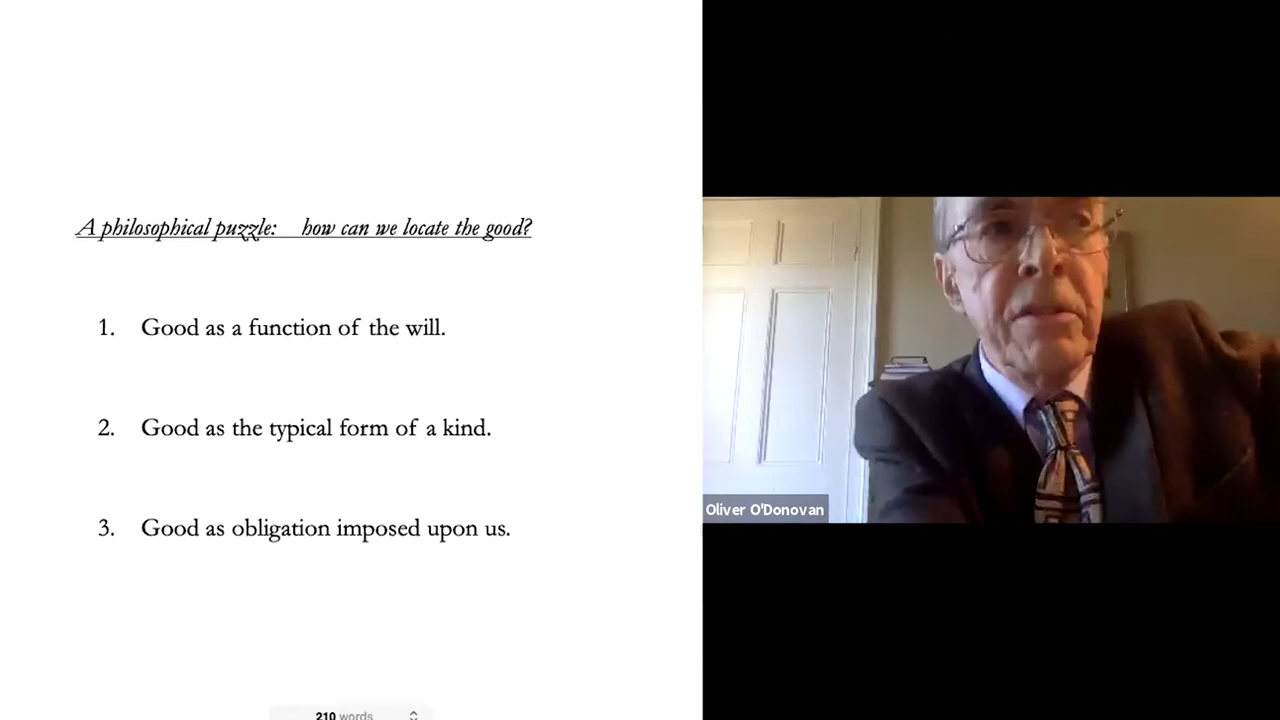 A philosophical puzzle: how can we locate the good?
1. Good as a function of the will.
2. Good as the typical form of a kind.
3. Good as obligation imposed upon us.
210 words
Oliver O'Donovan